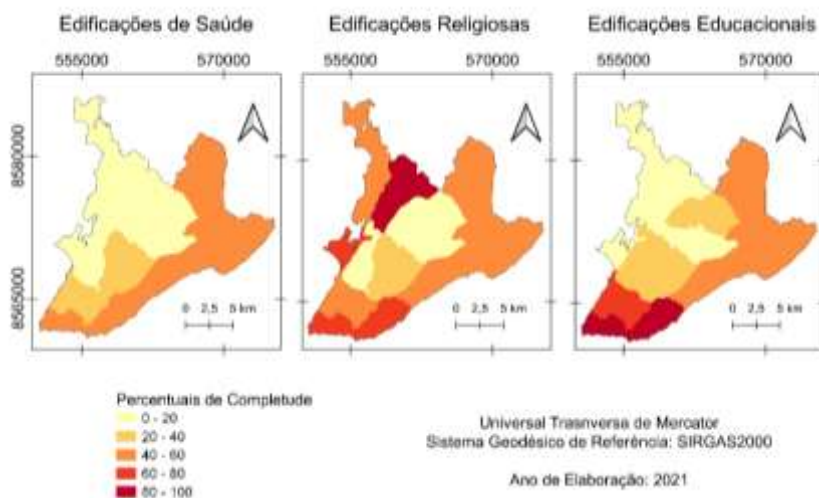 Edificações de Saúde
Edificações Religiosas
Edificações Educacionais
555000 570000
555000 570000
555000 570000
8580000
8565000
0 2,5 5 km
0 2,5 5 km
0 2,5 5 km
Percentuais de Completude
0 - 20
20 - 40
40 - 60
60 - 80
80 - 100
Universal Trasnversa de Mercator
Sistema Geodésico de Referência: SIRGAS2000
Ano de Elaboração: 2021